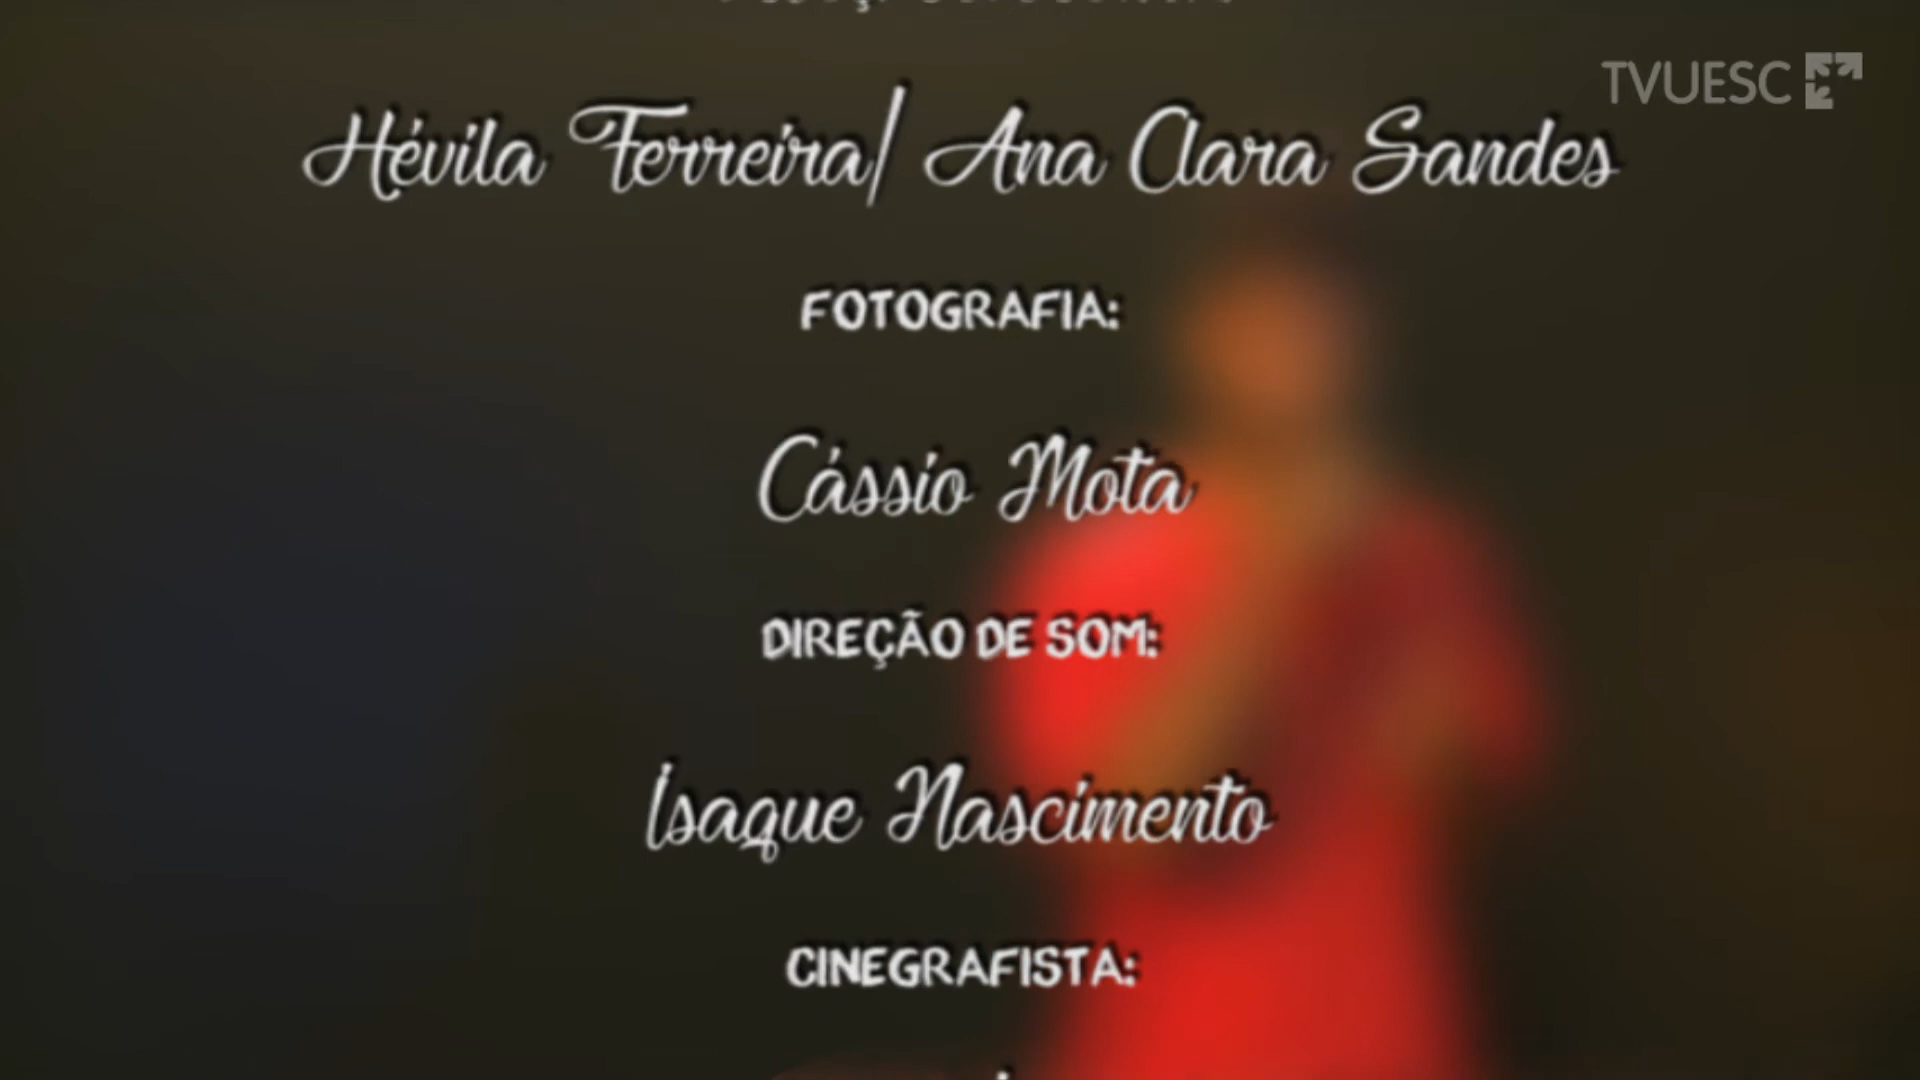 TVUESC
Hévila Ferreira/ Ana Clara Sandes
FOTOGRAFIA:
Cássio Mota
DIREÇÃO DE SOM:
Isaque Nascimento
CINEGRAFISTA: